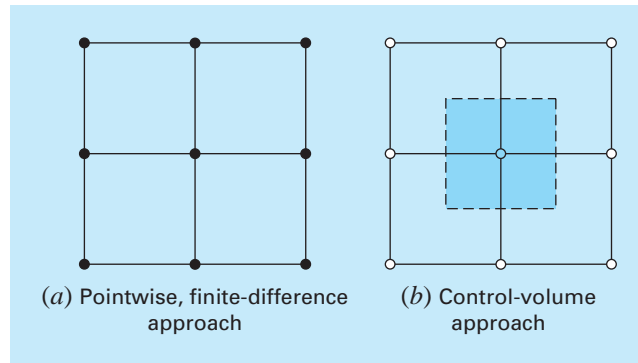 (a) Pointwise, finite-difference
approach
(b) Control-volume
approach